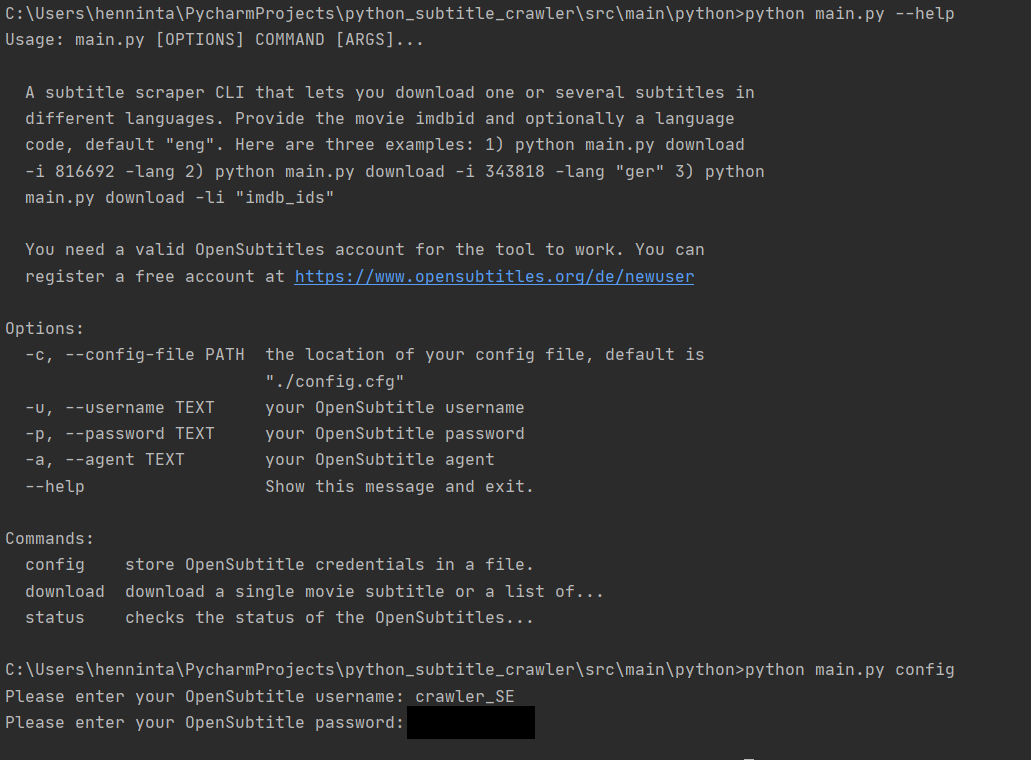 C:\Users\henninta\PycharmProjects\python_subtitle_crawler\src\main\python>python main.py --help
Usage: main.py [OPTIONS] COMMAND [ARGS]...
A subtitle scraper CLI that lets you download one or several subtitles in
different languages. Provide the movie imdbid and optionally a language
code, default "eng". Here are three examples: 1) python main.py download
-i 816692 -lang 2) python main.py download -i 343818 -lang "ger" 3) python
main.py download -li "imdb_ids"
You need a valid OpenSubtitles account for the tool to work. You can
register a free account at https://www.opensubtitles.org/de/newuser
Options:
-c, --config-file PATH  the location of your config file, default is
"./config.cfg"
-u, --username TEXT     your OpenSubtitle username
-p, --password TEXT     your OpenSubtitle password
-a, --agent TEXT        your OpenSubtitle agent
--help                  Show this message and exit.
Commands:
config    store OpenSubtitle credentials in a file.
download  download a single movie subtitle or a list of...
status    checks the status of the OpenSubtitles...
C:\Users\henninta\PycharmProjects\python_subtitle_crawler\src\main\python>python main.py config
Please enter your OpenSubtitle username: crawler_SE
Please enter your OpenSubtitle password: